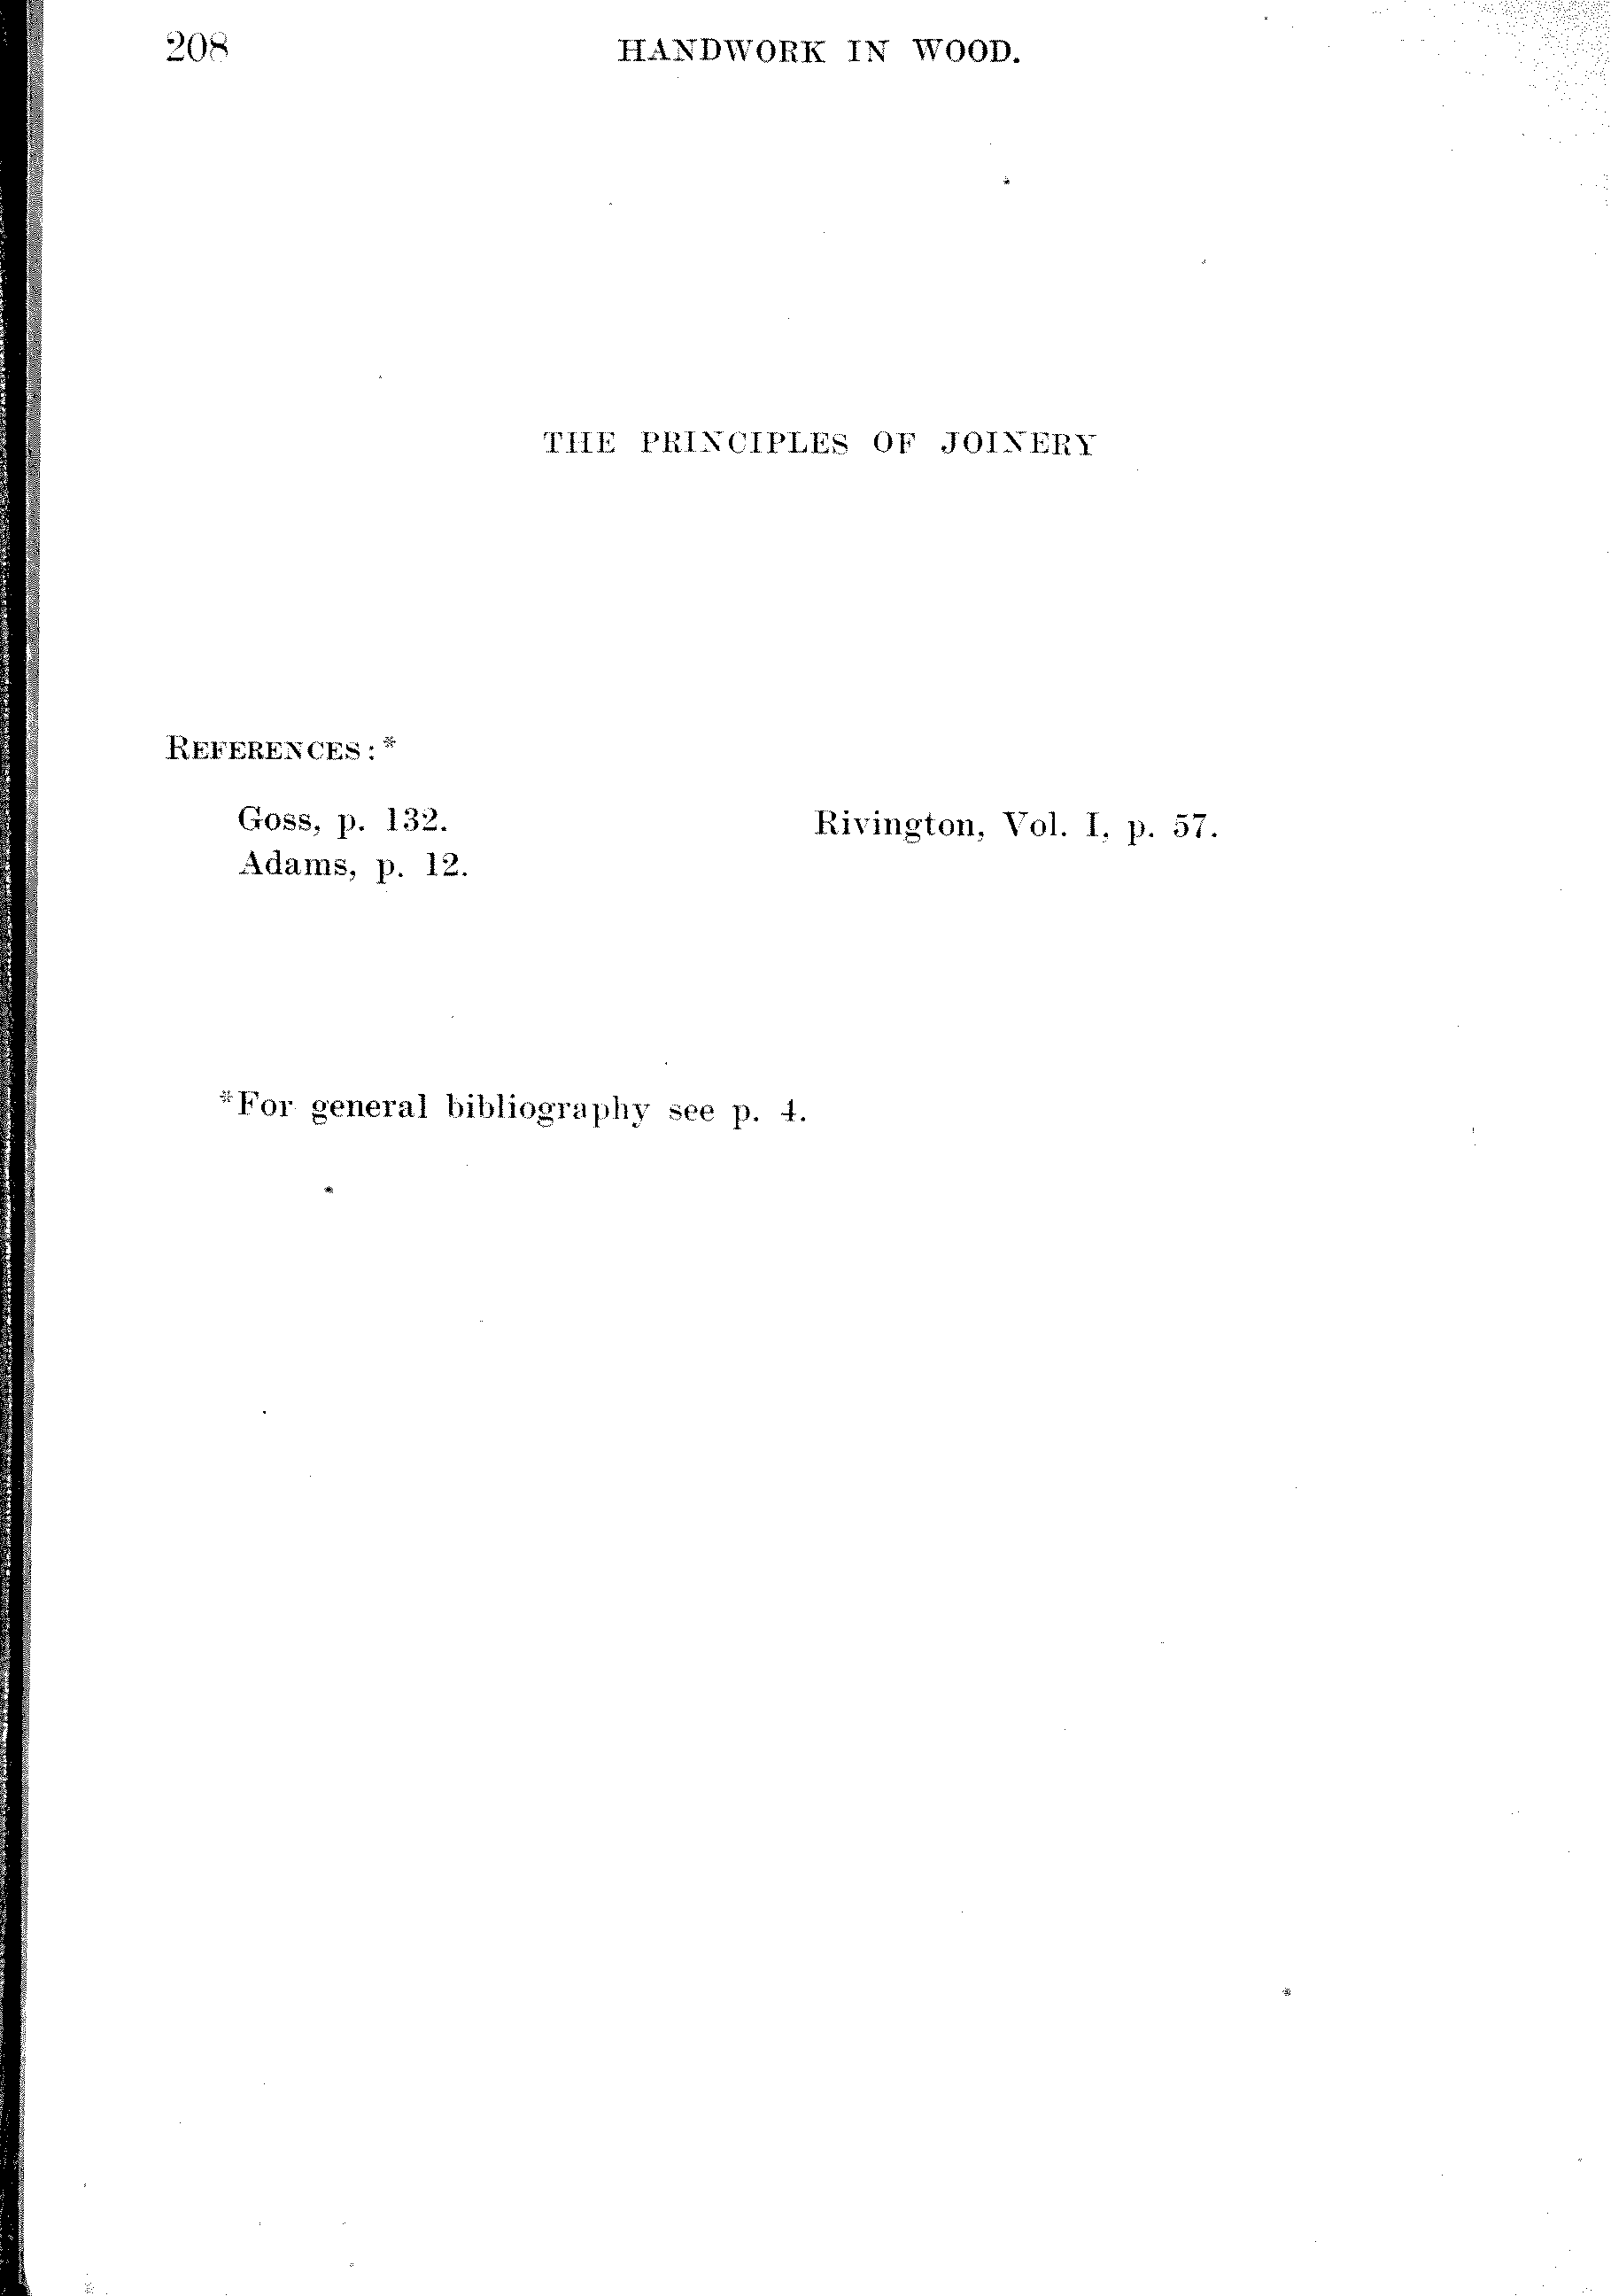 208 HANDWORK IN WOOD.
THE PRINCIPLES OF JOINERY
REFERENCES:*
Goss, p. 132. Rivington, Vol. I, p. 57.
Adams, p. 12.
*For general bibliography see p. 4.